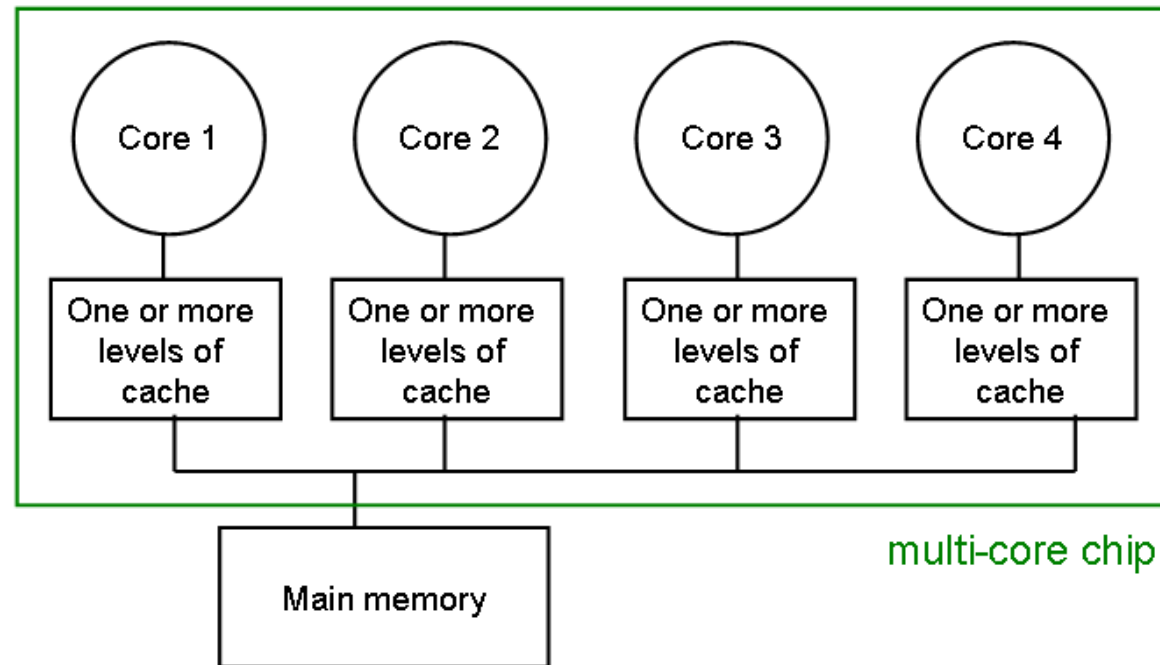 Core 1
Core 2
Core 3
Core 4
One or more
levels of
cache
One or more
levels of
cache
One or more
levels of
cache
One or more
levels of
cache
multi-core chip
Main memory